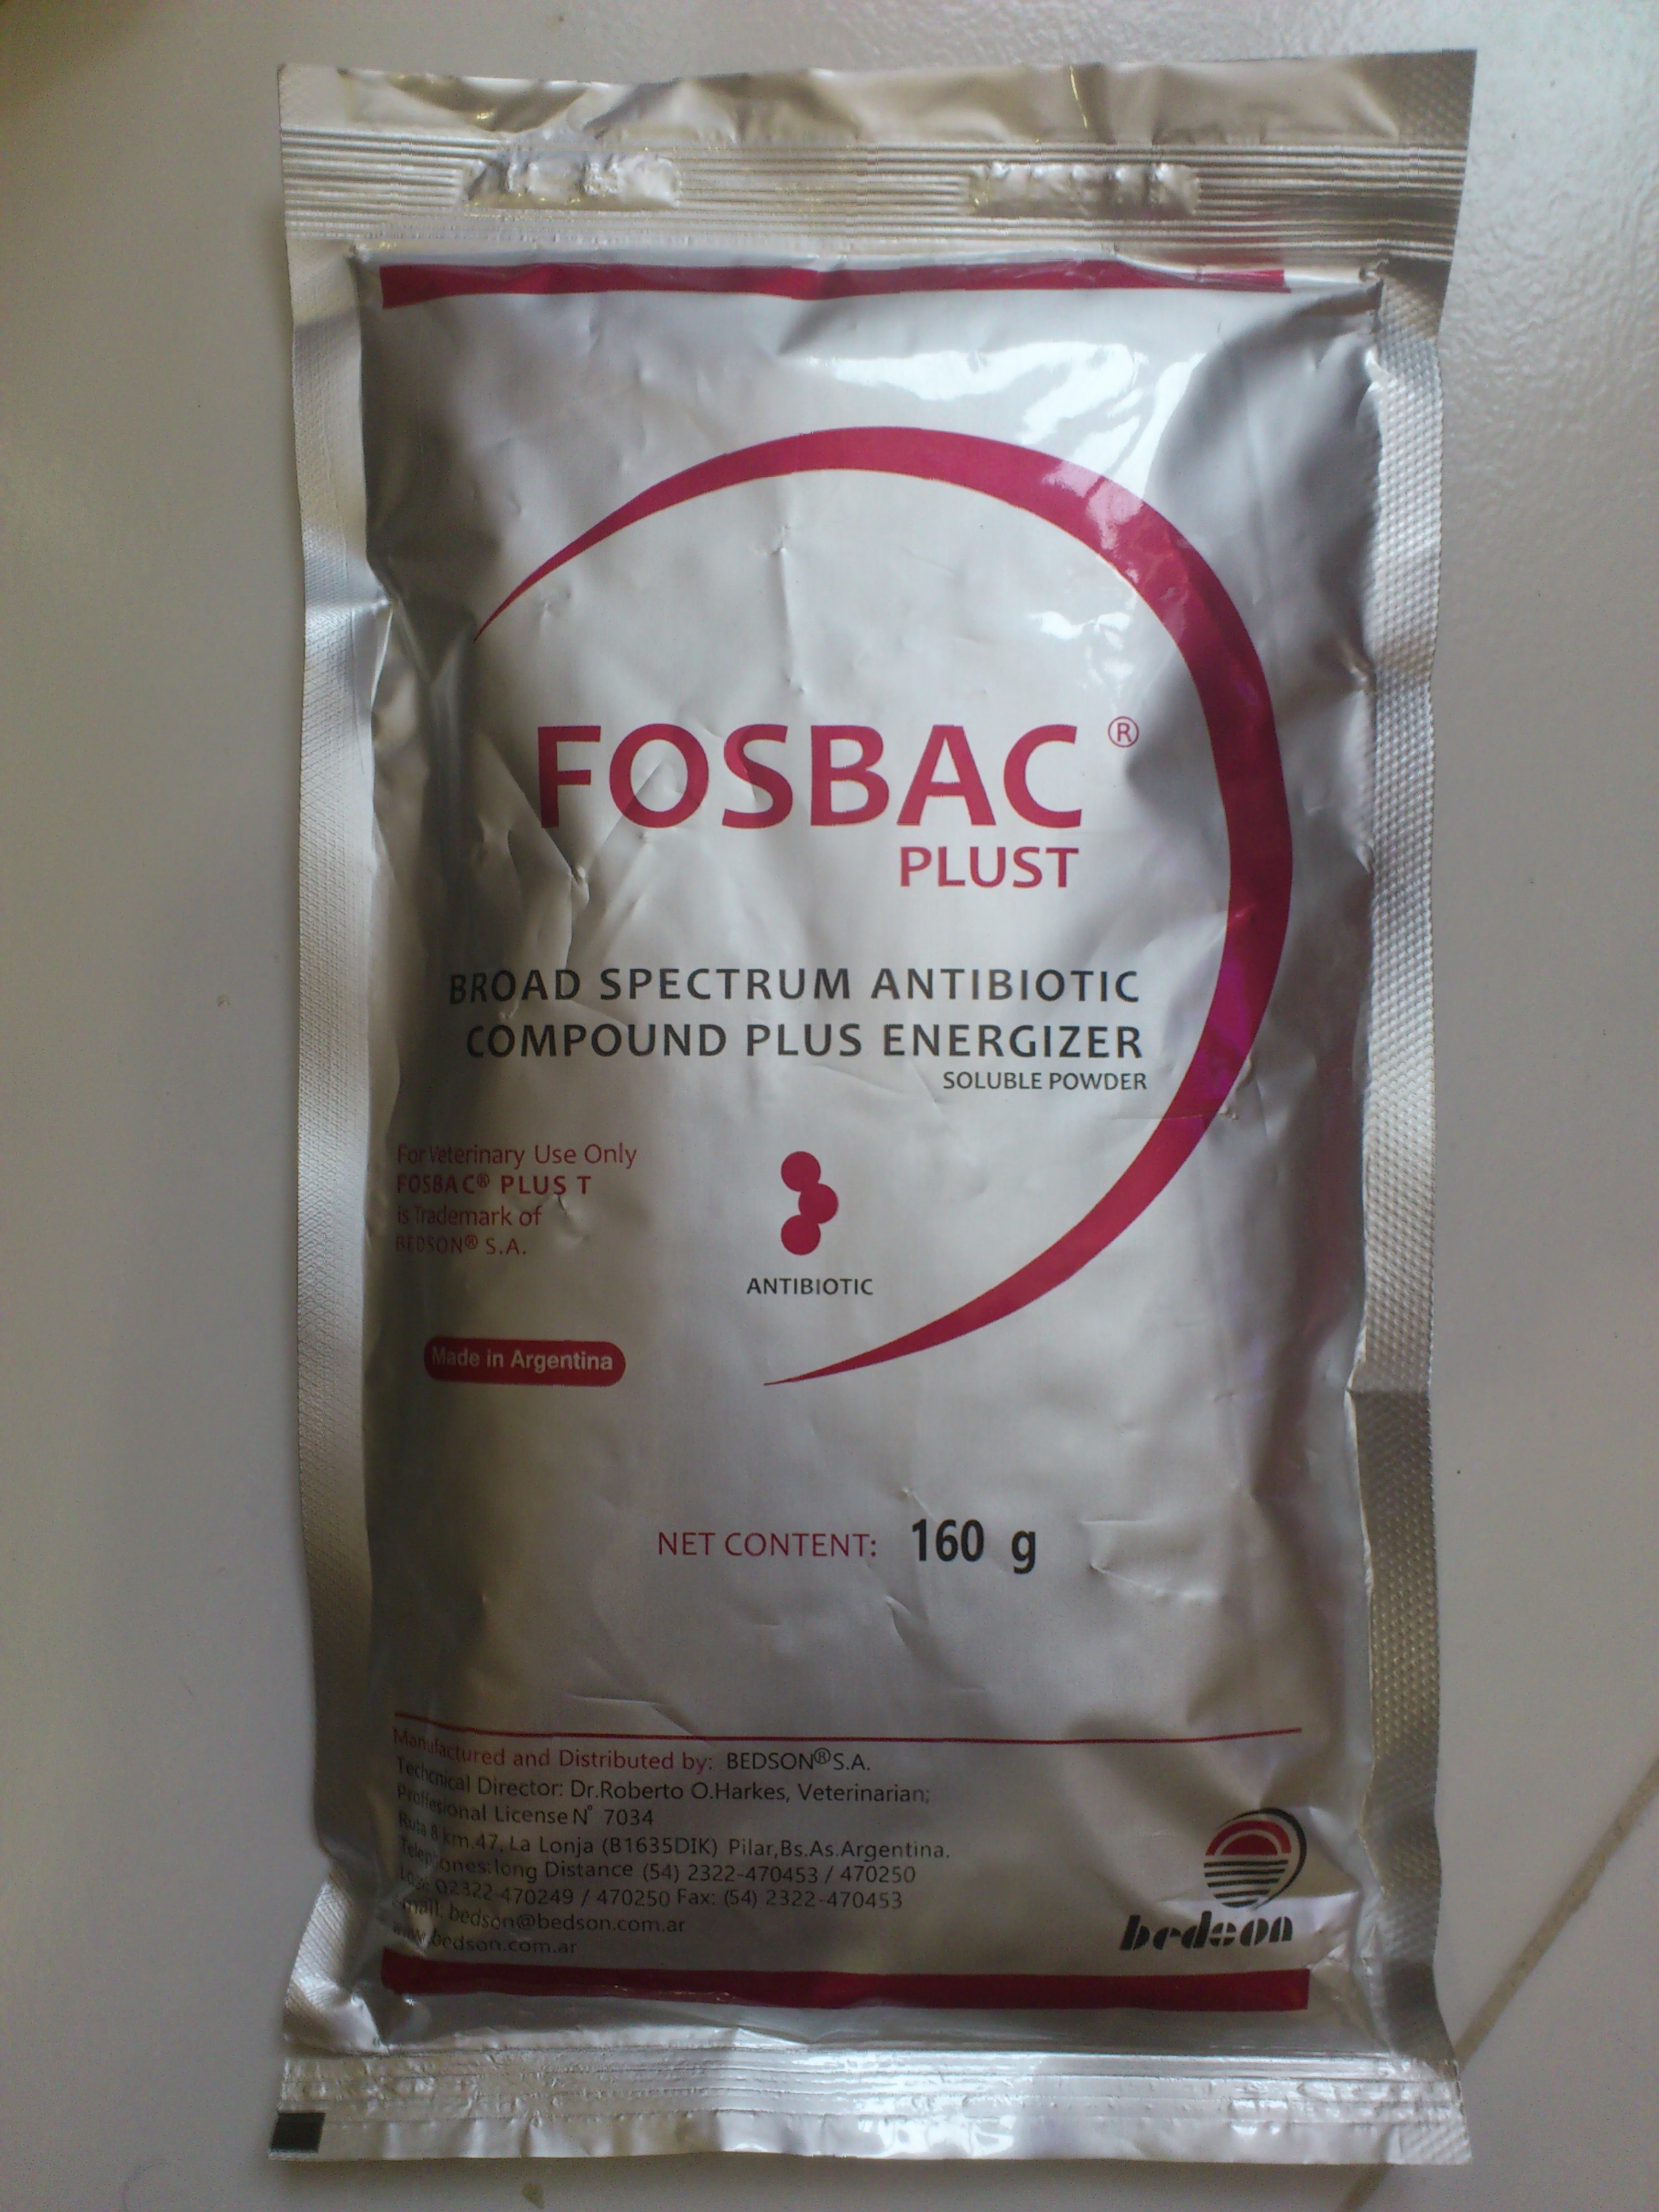 FOSBAC ®
PLUST
BROAD SPECTRUM ANTIBIOTIC
COMPOUND PLUS ENERGIZER
SOLUBLE POWDER
For Veterinary Use Only
FOSBAC® PLUS T
is Trademark of
BEDSON® S.A.
ANTIBIOTIC
Made in Argentina
NET CONTENT: 160 g
Manufactured and Distributed by: BEDSON® S.A.
Techcnical Director: Dr.Roberto O.Harkes, Veterinarian;
Proffesional License N° 7034
Ruta 8 km.47, La Lonja (B1635DIK) Pilar,Bs.As.Argentina.
Telephones:long Distance (54) 2322-470453 / 470250
02322-470249 / 470250 Fax: (54) 2322-470453
email: bedson@bedson.com.ar
www.bedson.com.ar
bedson